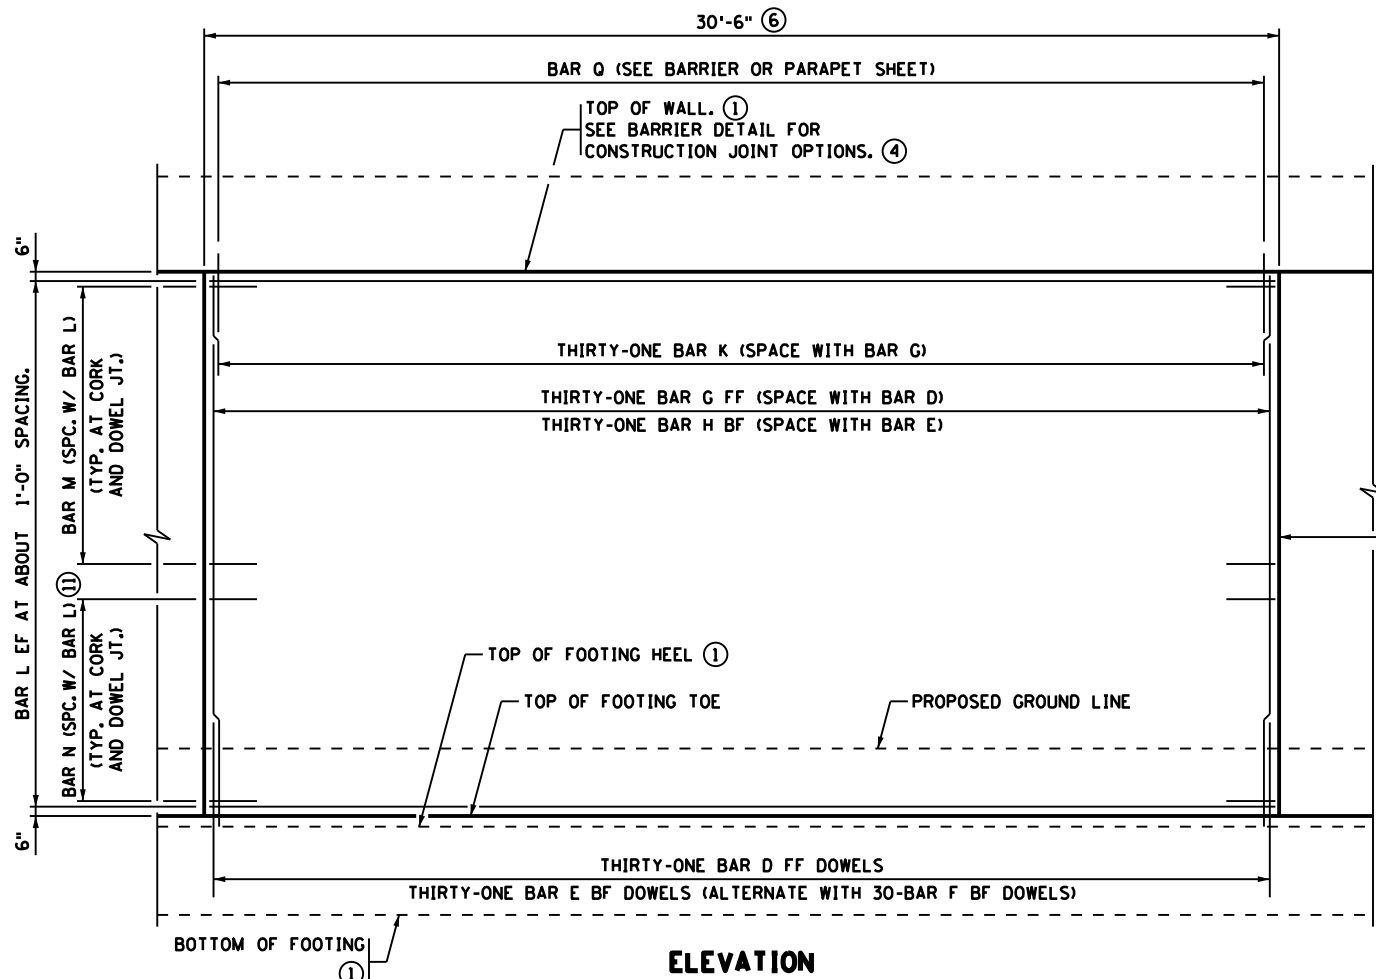 30'-6" ⑥
BAR Q (SEE BARRIER OR PARAPET SHEET)
TOP OF WALL. ①
SEE BARRIER DETAIL FOR
CONSTRUCTION JOINT OPTIONS. ④
6"
BAR L EF AT ABOUT 1'-0" SPACING.
6"
BAR M (SPC. W/ BAR L)
(TYP. AT CORK
AND DOWEL JT.)
BAR N (SPC. W/ BAR L) ⑪
(TYP. AT CORK
AND DOWEL JT.)
THIRTY-ONE BAR K (SPACE WITH BAR G)
THIRTY-ONE BAR G FF (SPACE WITH BAR D)
THIRTY-ONE BAR H BF (SPACE WITH BAR E)
TOP OF FOOTING HEEL ①
TOP OF FOOTING TOE
PROPOSED GROUND LINE
THIRTY-ONE BAR D FF DOWELS
THIRTY-ONE BAR E BF DOWELS (ALTERNATE WITH 30-BAR F BF DOWELS)
BOTTOM OF FOOTING
①
ELEVATION